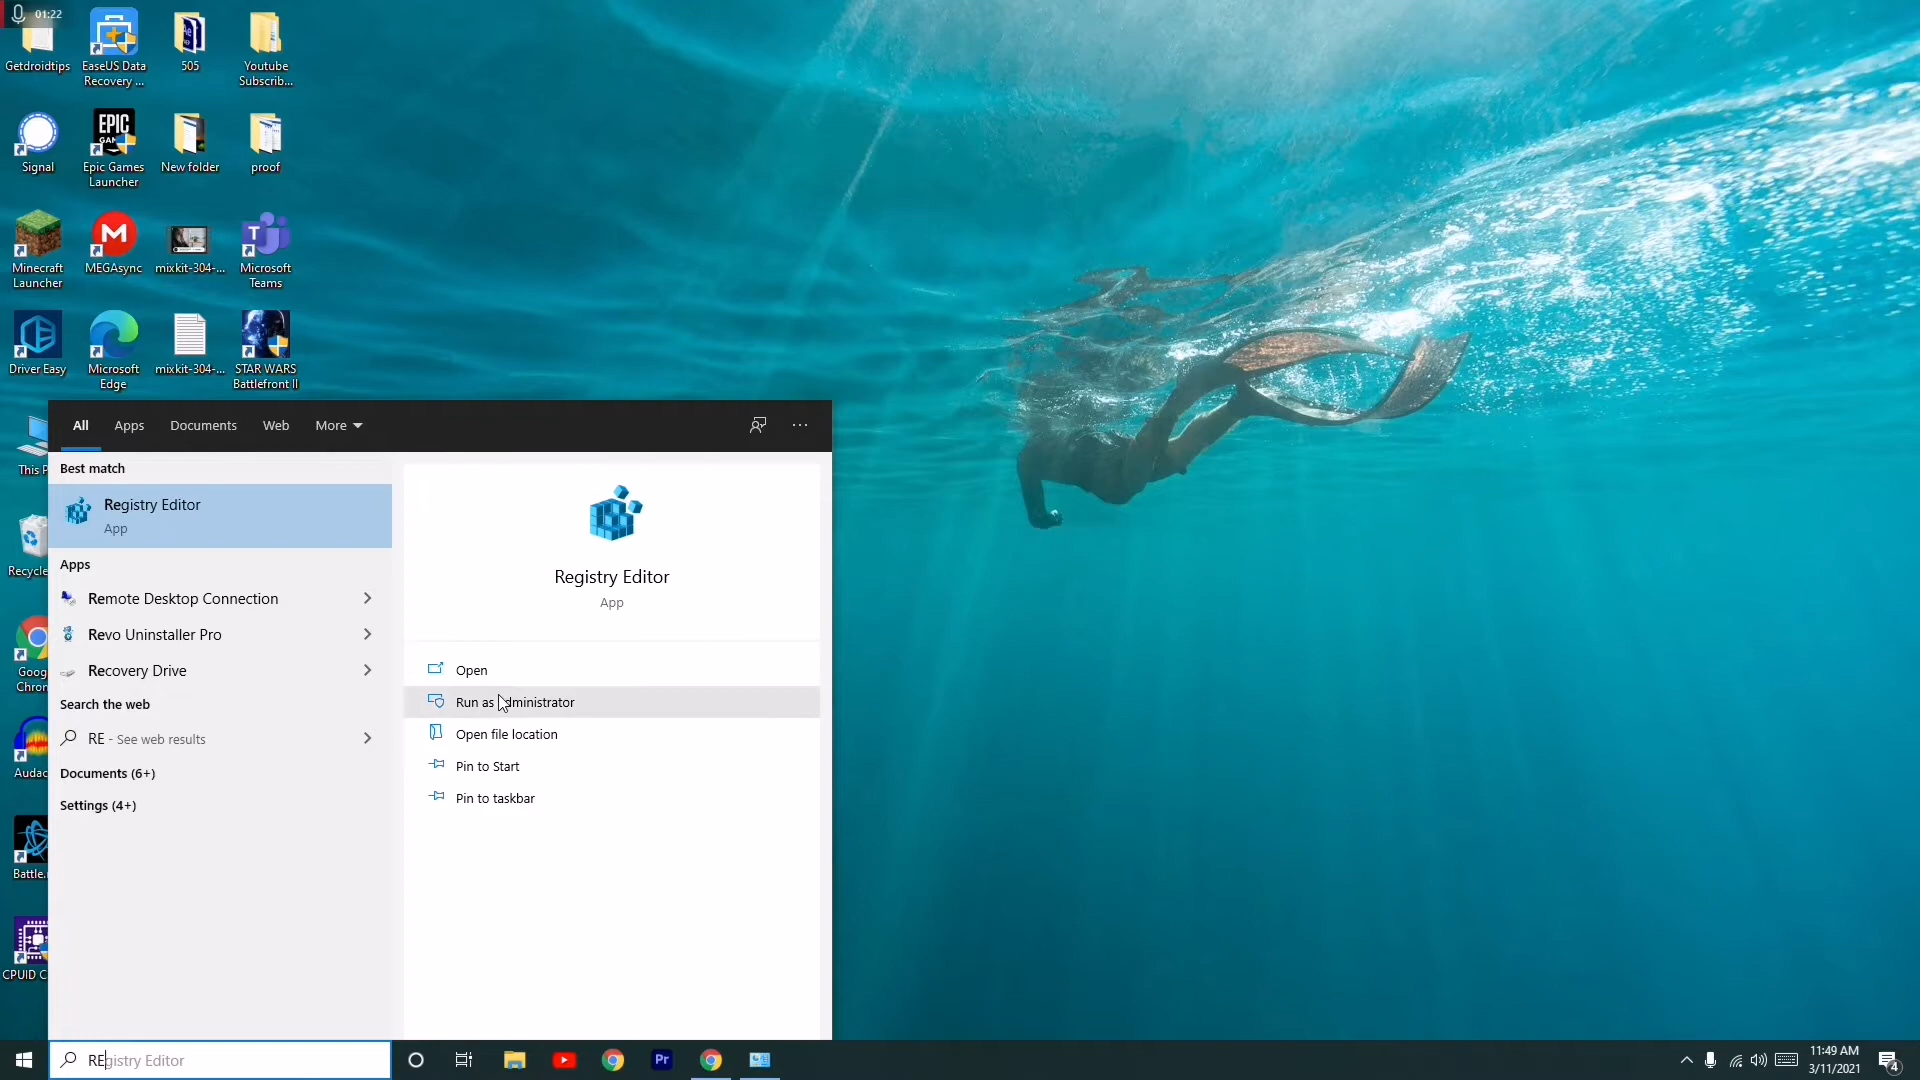 01:22
Getdroidtips
EaseUS Data
Recovery ...
505
Youtube
Subscrib...
Signal
EPIC
Epic Games
Launcher
New folder
proof
Minecraft
Launcher
MEGAsync
mixkit-304-...
Microsoft
Teams
Driver Easy
Microsoft
Edge
mixkit-304-...
STAR WARS
Battlefront II
This P
Recycle
Goog
Chron
Audac
Battle.
CPUID C
All
Apps
Documents
Web
More
Best match
Registry Editor
App
Apps
Remote Desktop Connection
Revo Uninstaller Pro
Recovery Drive
Search the web
RE - See web results
Documents (6+)
Settings (4+)
Registry Editor
App
Open
Run as administrator
Open file location
Pin to Start
Pin to taskbar
REgistry Editor
Pr
11:49 AM
3/11/2021
4